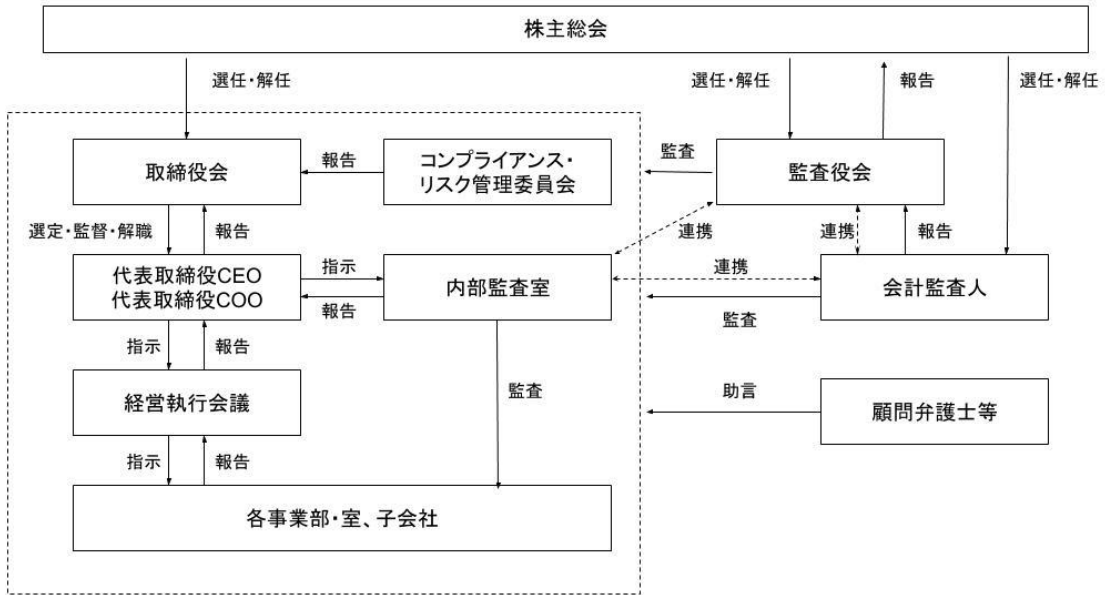 株主総会
選任・解任
選任・解任
報告
選任・解任
取締役会
報告
コンプライアンス・
リスク管理委員会
監査
監査役会
選定・監督・解職
報告
連携
連携
報告
代表取締役CEO
代表取締役COO
指示
報告
内部監査室
連携
監査
会計監査人
指示
報告
監査
経営執行会議
助言
顧問弁護士等
指示
報告
各事業部・室、子会社